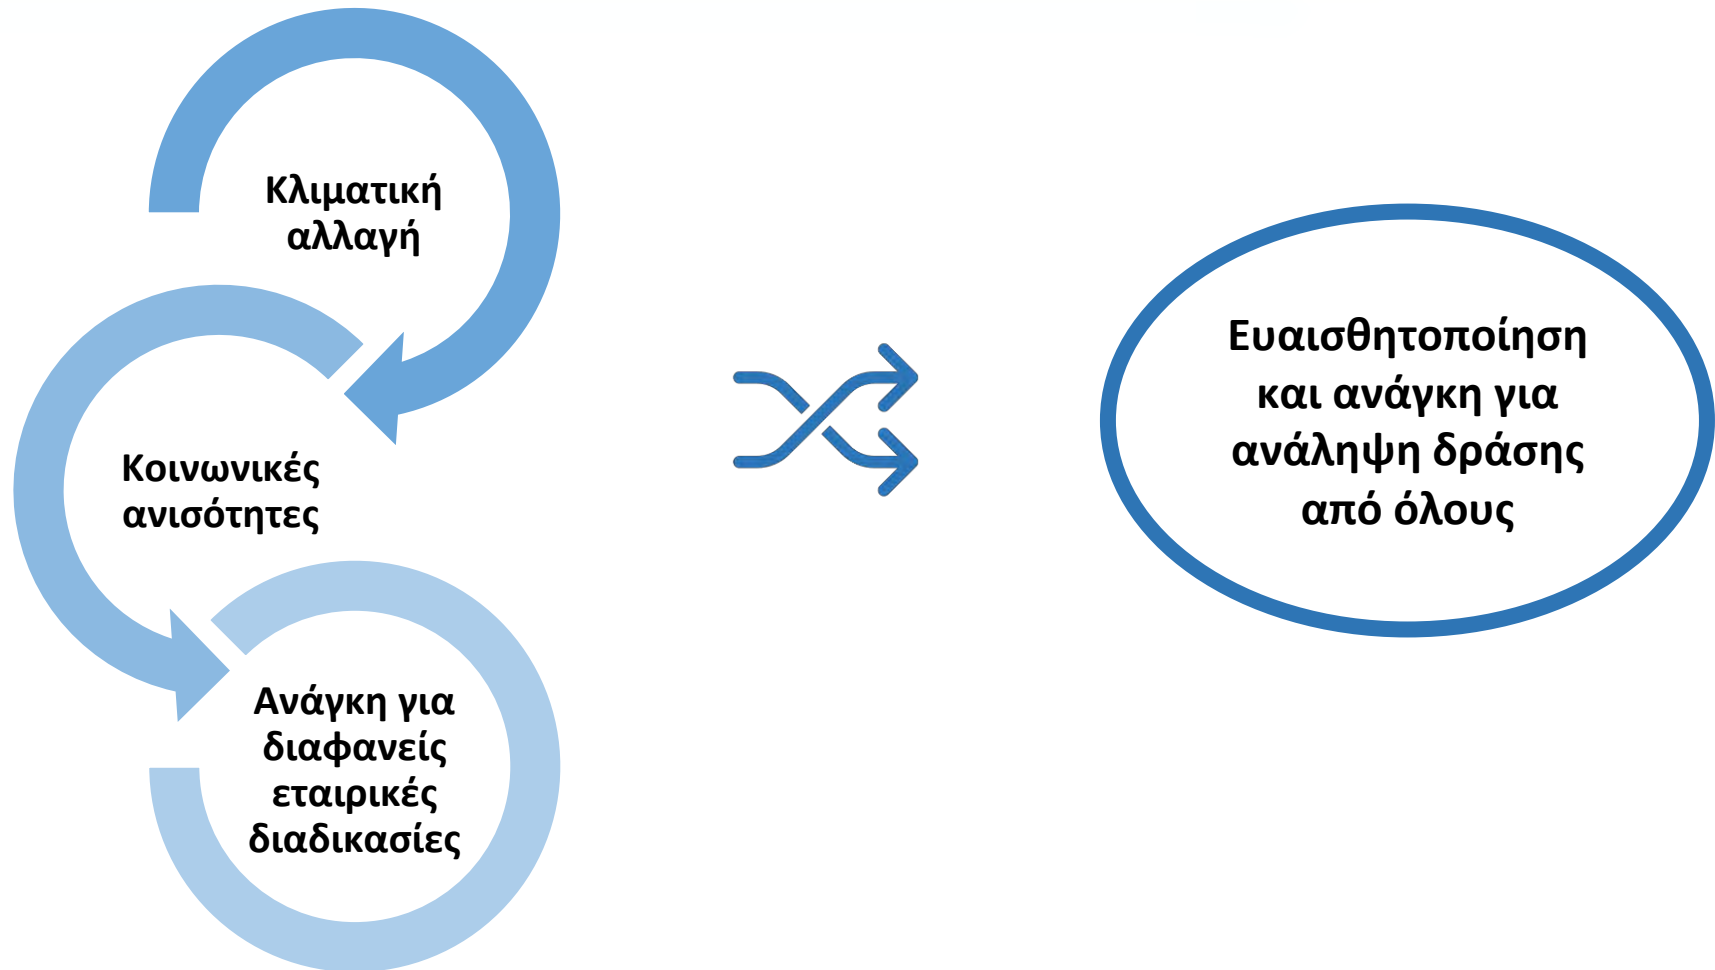 Κλιματική
αλλαγή
Κοινωνικές
ανισότητες
Ανάγκη για
διαφανείς
εταιρικές
διαδικασίες
Ευαισθητοποίηση
και ανάγκη για
ανάληψη δράσης
από όλους